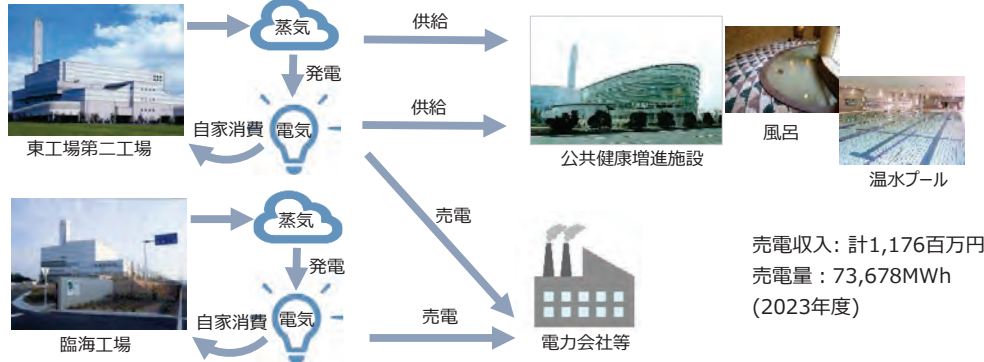 蒸気
供給
発電
供給
自家消費
電気
東工場第二工場
公共健康増進施設
風呂
温水プール
蒸気
売電
発電
自家消費
電気
売電
臨海工場
電力会社等
売電収入: 計1,176百万円
売電量：73,678MWh
(2023年度)